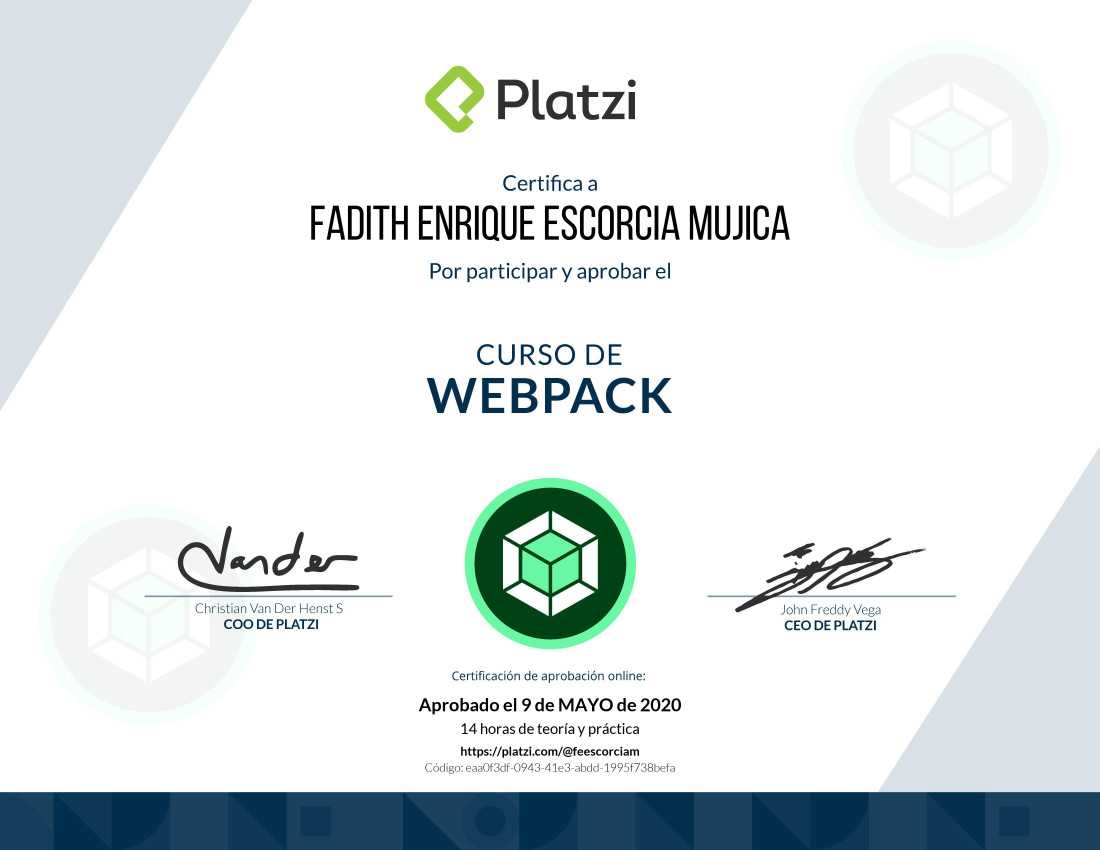 Platzi
Certifica a
FADITH ENRIQUE ESCORCIA MUJICA
Por participar y aprobar el
CURSO DE
WEBPACK
Vander
Christian Van Der Henst S
COO DE PLATZI
John Freddy Vega
CEO DE PLATZI
Certificación de aprobación online:
Aprobado el 9 de MAYO de 2020
14 horas de teoría y práctica
https://platzi.com/@feescorciam
Código: eaa0f3df-0943-41e3-abdd-1995f738befa